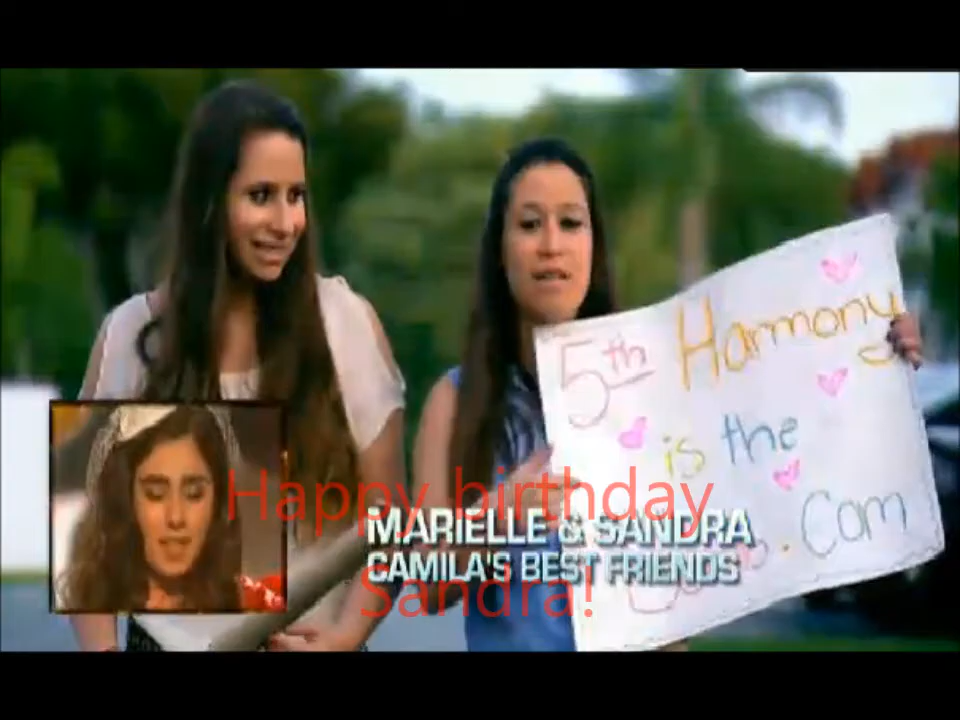 5th Harmony
is the
.Com
Happy birthday
MARIELLE & SANDRA
CAMILA'S BEST FRIENDS
Sandra!